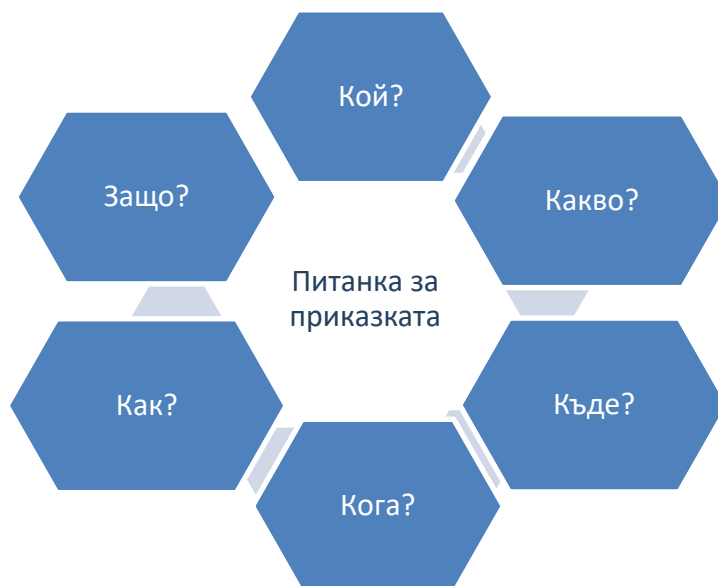 Кой?
Какво?
Къде?
Кога?
Как?
Защо?
Питанка за
приказката